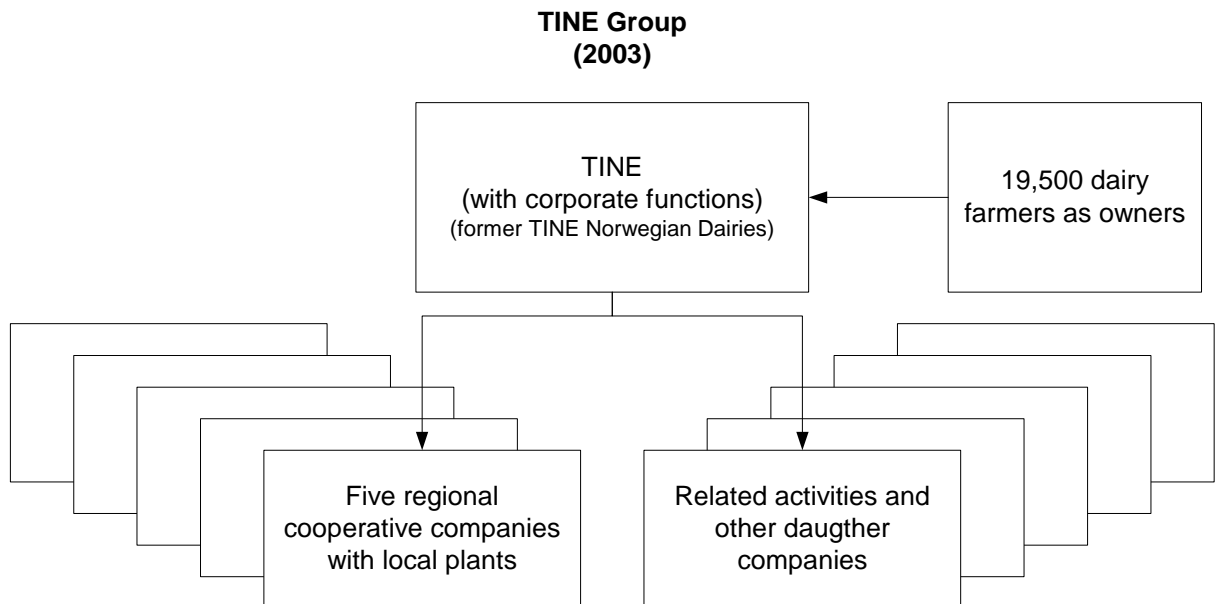 TINE Group
(2003)
TINE
(with corporate functions)
(former TINE Norwegian Dairies)
19,500 dairy
farmers as owners
Five regional
cooperative companies
with local plants
Related activities and
other daugther
companies